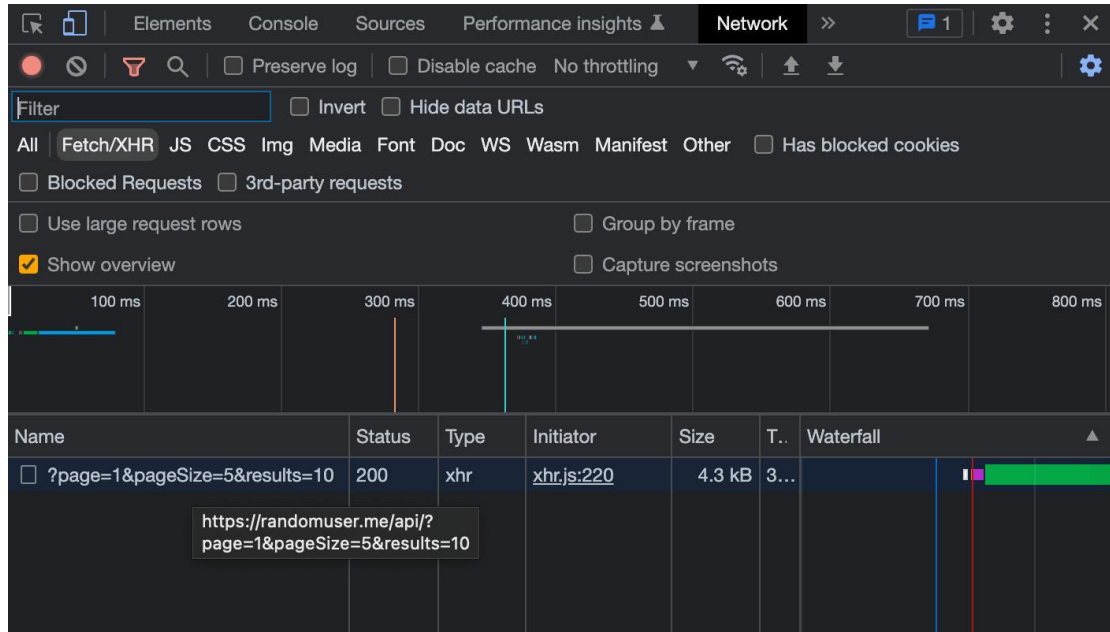 Elements Console Sources Performance insights Network » 1
Preserve log Disable cache No throttling
Filter Invert Hide data URLs
All Fetch/XHR JS CSS Img Media Font Doc WS Wasm Manifest Other Has blocked cookies
Blocked Requests 3rd-party requests
Use large request rows Group by frame
Show overview Capture screenshots
100 ms 200 ms 300 ms 400 ms 500 ms 600 ms 700 ms 800 ms
Name Status Type Initiator Size T.. Waterfall
?page=1&pageSize=5&results=10 200 xhr xhr.js:220 4.3 kB 3...
https://randomuser.me/api/?
page=1&pageSize=5&results=10